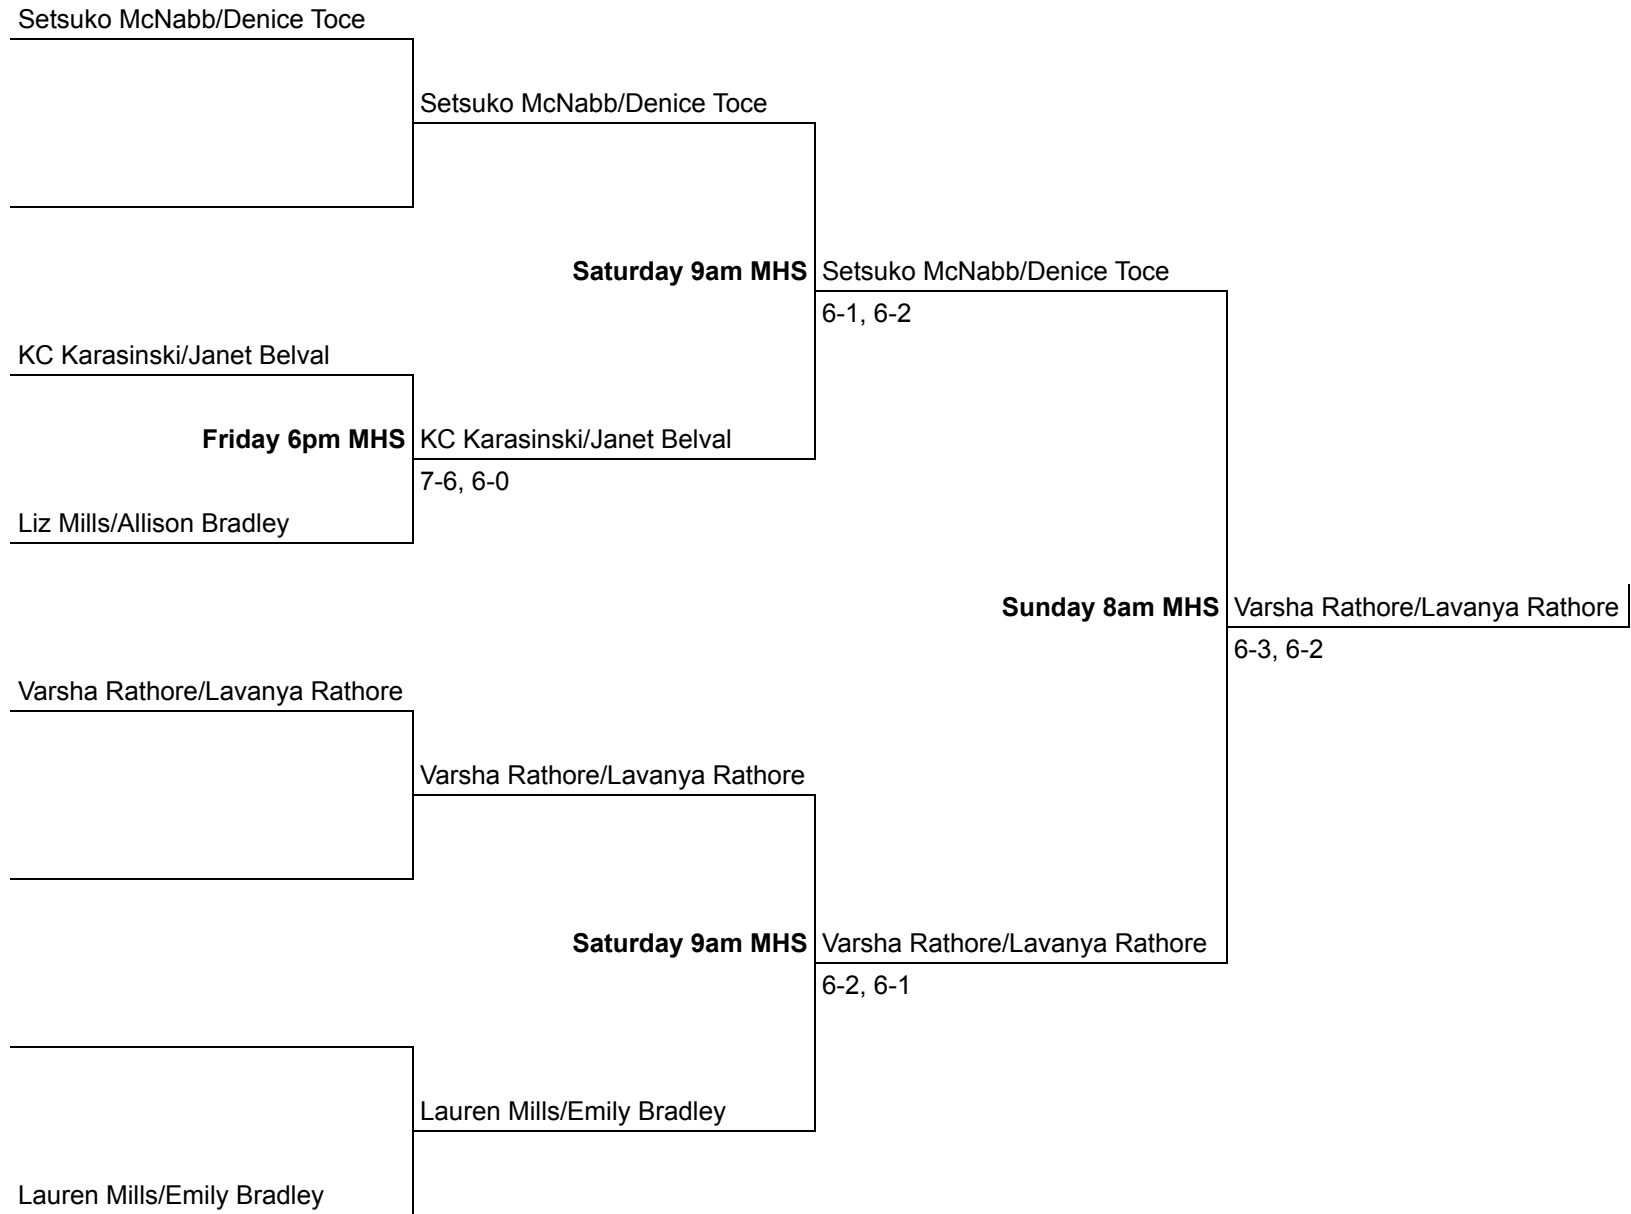 Setsuko McNabb/Denice Toce
Setsuko McNabb/Denice Toce
Saturday 9am MHS
Setsuko McNabb/Denice Toce
6-1, 6-2
KC Karasinski/Janet Belval
Friday 6pm MHS
KC Karasinski/Janet Belval
7-6, 6-0
Liz Mills/Allison Bradley
Sunday 8am MHS
Varsha Rathore/Lavanya Rathore
6-3, 6-2
Varsha Rathore/Lavanya Rathore
Varsha Rathore/Lavanya Rathore
Saturday 9am MHS
Varsha Rathore/Lavanya Rathore
6-2, 6-1
Lauren Mills/Emily Bradley
Lauren Mills/Emily Bradley